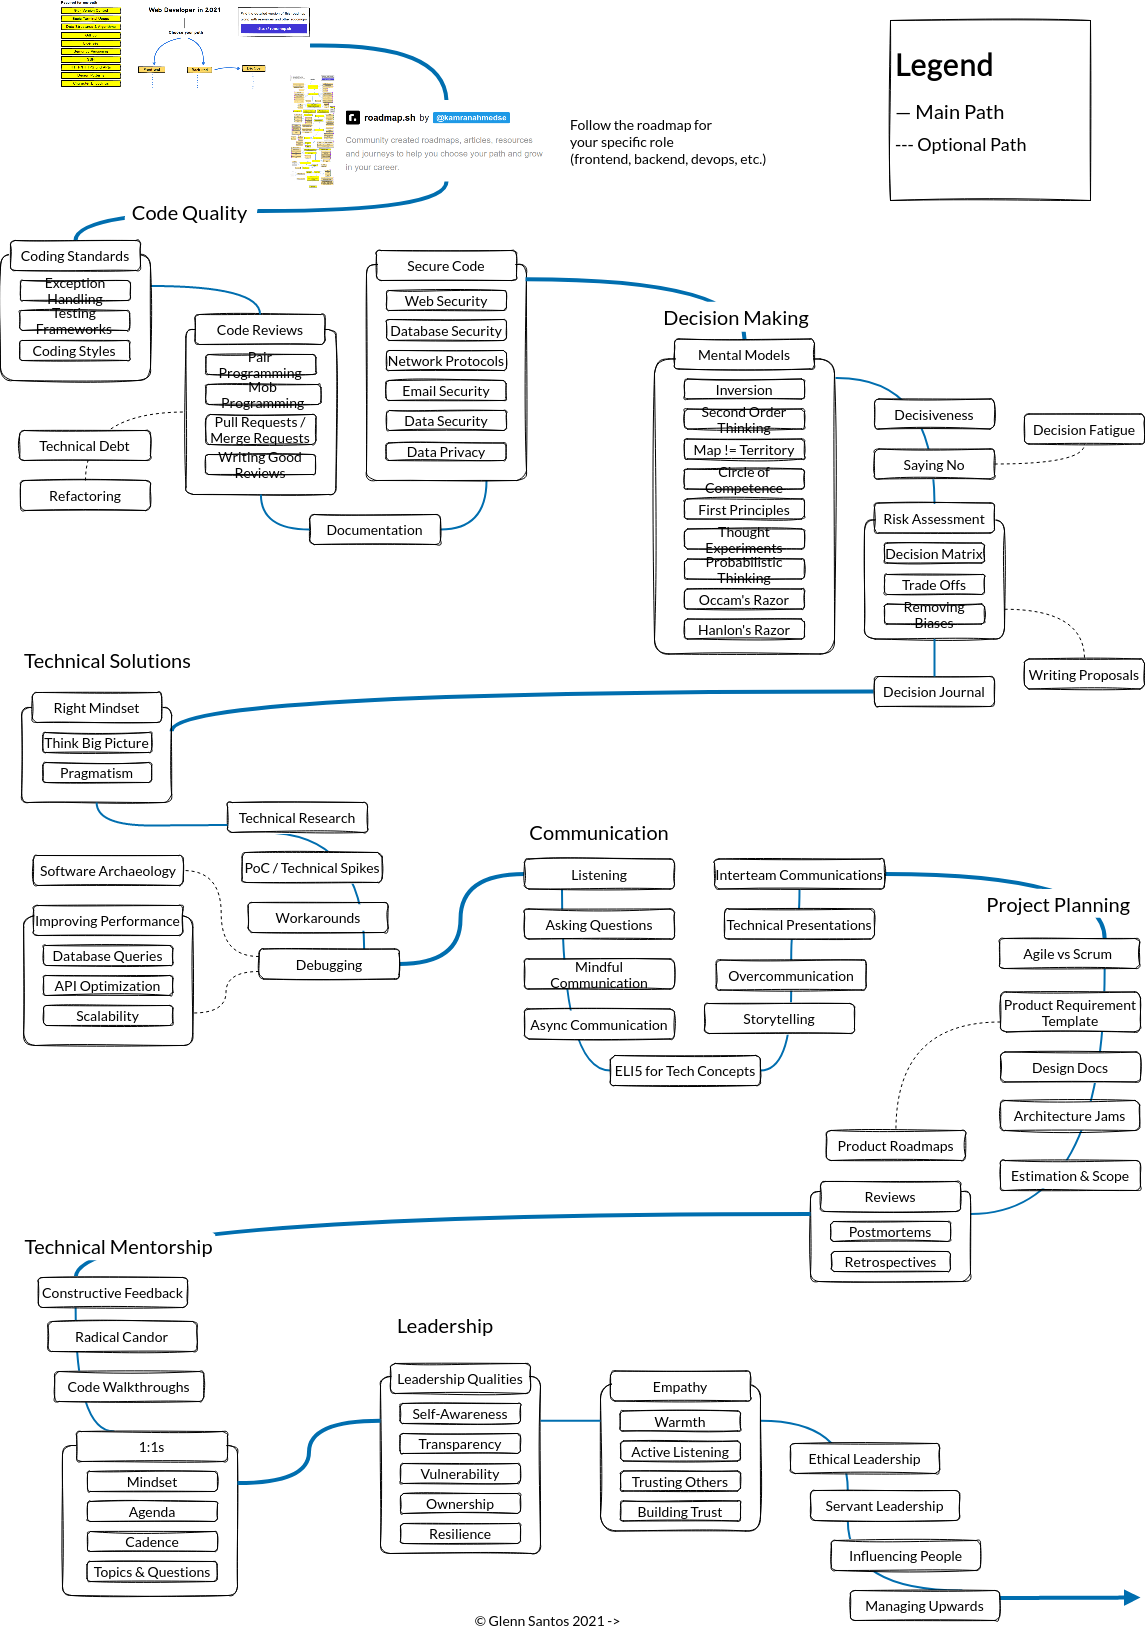 Web Developer in 2021
Choose your path
roadmap.sh by @kamranahmedse
Community created roadmaps, articles, resources
and journeys to help you choose your path and grow
in your career.
Follow the roadmap for
your specific role
(frontend, backend, devops, etc.)
Legend
— Main Path
--- Optional Path
Code Quality
Coding Standards
Exception
Handling
Testing
Frameworks
Coding Styles
Code Reviews
Pair
Programming
Mob
Programming
Pull Requests /
Merge Requests
Writing Good
Reviews
Technical Debt
Refactoring
Secure Code
Web Security
Database Security
Network Protocols
Email Security
Data Security
Data Privacy
Documentation
Decision Making
Mental Models
Inversion
Second Order
Thinking
Map != Territory
Circle of
Competence
First Principles
Thought
Experiments
Probabilistic
Thinking
Occam's Razor
Hanlon's Razor
Decisiveness
Decision Fatigue
Saying No
Risk Assessment
Decision Matrix
Trade Offs
Removing
Biases
Writing Proposals
Decision Journal
Technical Solutions
Right Mindset
Think Big Picture
Pragmatism
Technical Research
PoC / Technical Spikes
Workarounds
Debugging
Software Archaeology
Improving Performance
Database Queries
API Optimization
Scalability
Communication
Listening
Asking Questions
Mindful
Communication
Async Communication
ELI5 for Tech Concepts
Storytelling
Overcommunication
Technical Presentations
Interteam Communications
Project Planning
Agile vs Scrum
Product Requirement
Template
Design Docs
Architecture Jams
Estimation & Scope
Product Roadmaps
Reviews
Postmortems
Retrospectives
Technical Mentorship
Constructive Feedback
Radical Candor
Code Walkthroughs
1:1s
Mindset
Agenda
Cadence
Topics & Questions
Leadership
Leadership Qualities
Self-Awareness
Transparency
Vulnerability
Ownership
Resilience
Empathy
Warmth
Active Listening
Trusting Others
Building Trust
Ethical Leadership
Servant Leadership
Influencing People
Managing Upwards
© Glenn Santos 2021 ->